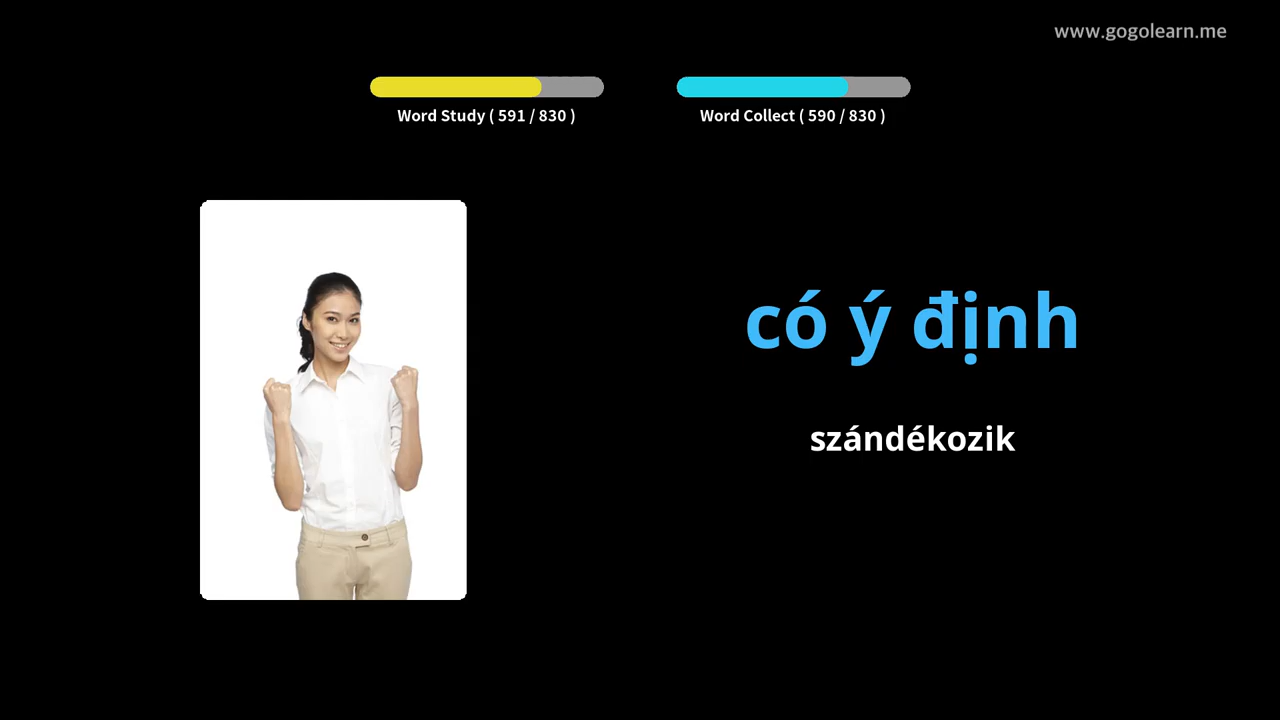 www.gogolearn.me
Word Study ( 591 / 830 )
Word Collect ( 590 / 830 )
có ý định
szándékozik